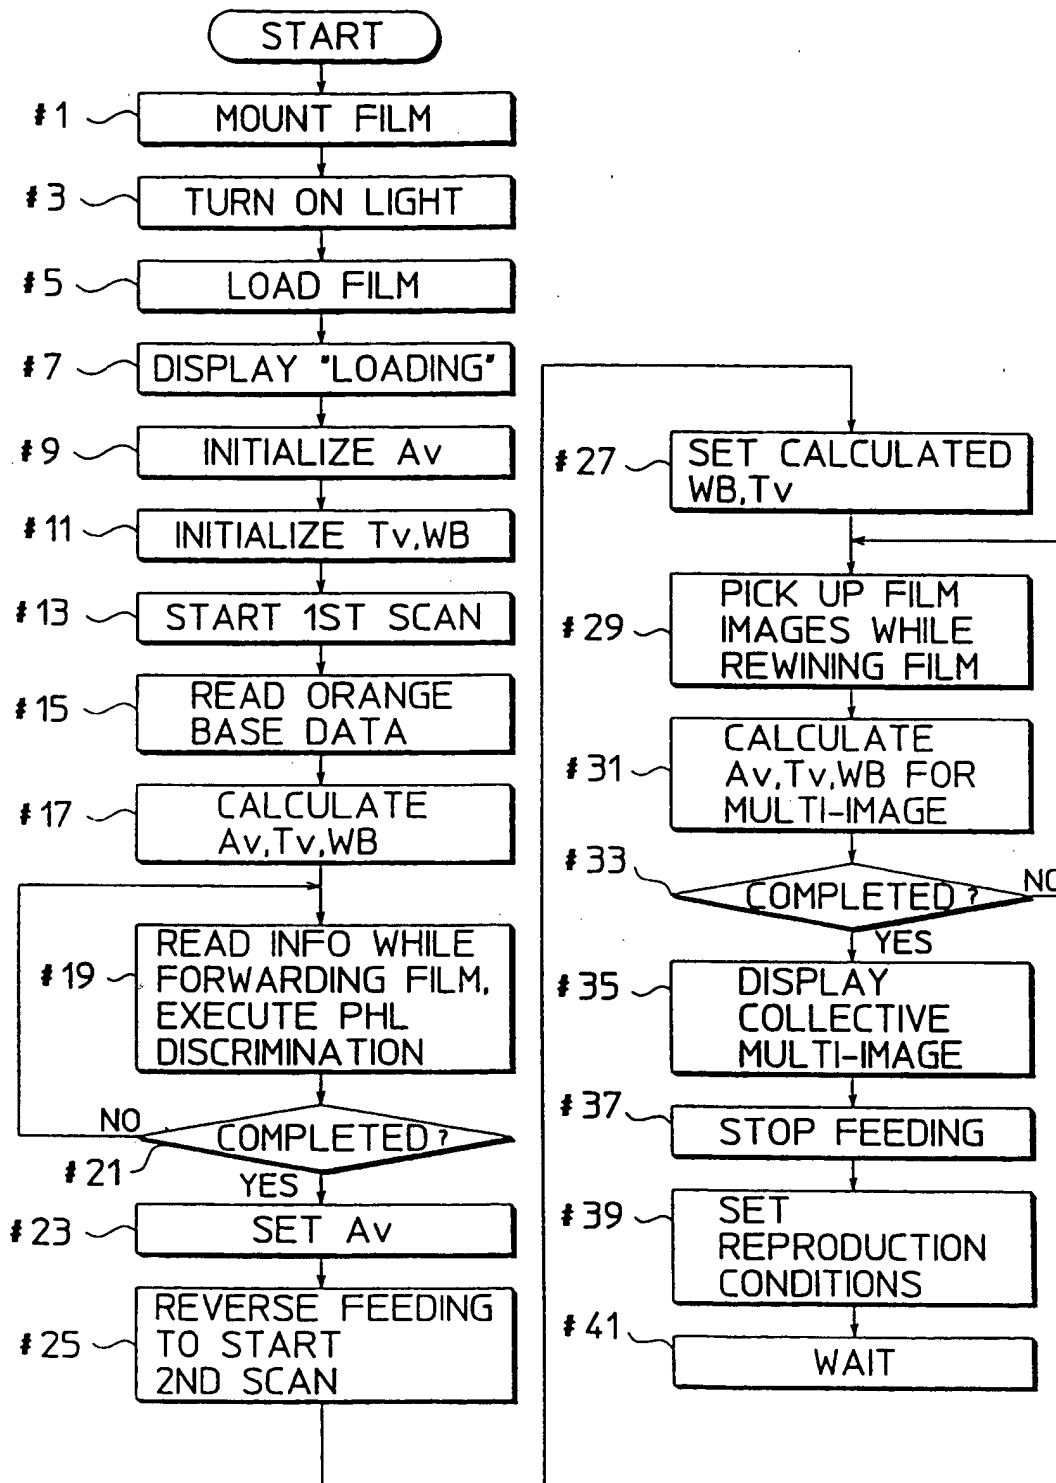 START
#1
MOUNT FILM
#3
TURN ON LIGHT
#5
LOAD FILM
#7
DISPLAY "LOADING"
#9
INITIALIZE Av
#11
INITIALIZE Tv,WB
#13
START 1ST SCAN
#15
READ ORANGE
BASE DATA
#17
CALCULATE
Av,Tv,WB
#19
READ INFO WHILE
FORWARDING FILM,
EXECUTE PHL
DISCRIMINATION
NO
COMPLETED?
#21
YES
#23
SET Av
#25
REVERSE FEEDING
TO START
2ND SCAN
#27
SET CALCULATED
WB,Tv
#29
PICK UP FILM
IMAGES WHILE
REWINING FILM
#31
CALCULATE
Av,Tv,WB FOR
MULTI-IMAGE
#33
COMPLETED?
NO
YES
#35
DISPLAY
COLLECTIVE
MULTI-IMAGE
#37
STOP FEEDING
#39
SET
REPRODUCTION
CONDITIONS
#41
WAIT